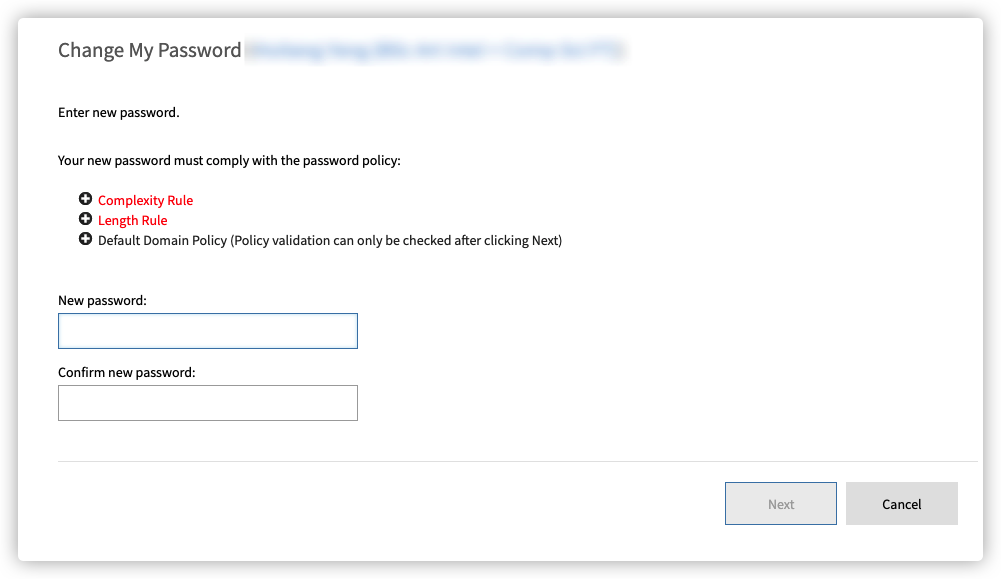 Change My Password
Enter new password.
Your new password must comply with the password policy:
Complexity Rule
Length Rule
Default Domain Policy (Policy validation can only be checked after clicking Next)
New password:
Confirm new password:
Next
Cancel